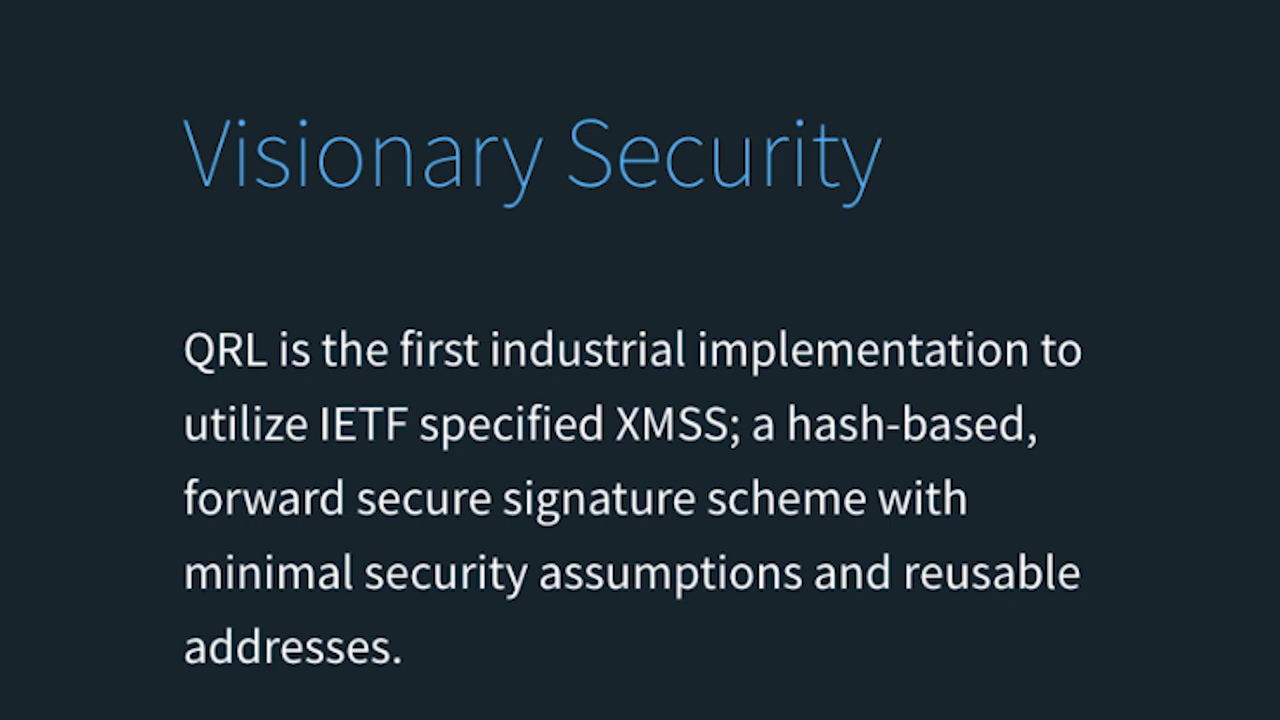 Visionary Security
QRL is the first industrial implementation to
utilize IETF specified XMSS; a hash-based,
forward secure signature scheme with
minimal security assumptions and reusable
addresses.